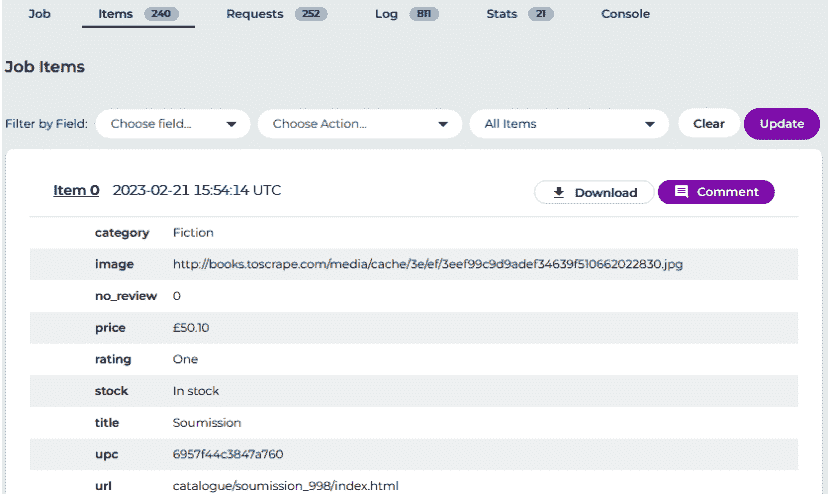 Job Items 240 Requests 252 Log 811 Stats 21 Console
Job Items
Filter by Field: Choose field... Choose Action... All Items Clear Update
Item 0 2023-02-21 15:54:14 UTC Download Comment
category Fiction
image http://books.toscrape.com/media/cache/3e/ef/3eef99c9d9adef34639f510662022830.jpg
no_review 0
price £50.10
rating One
stock In stock
title Soumission
upc 6957f44c3847a760
url catalogue/soumission_998/index.html